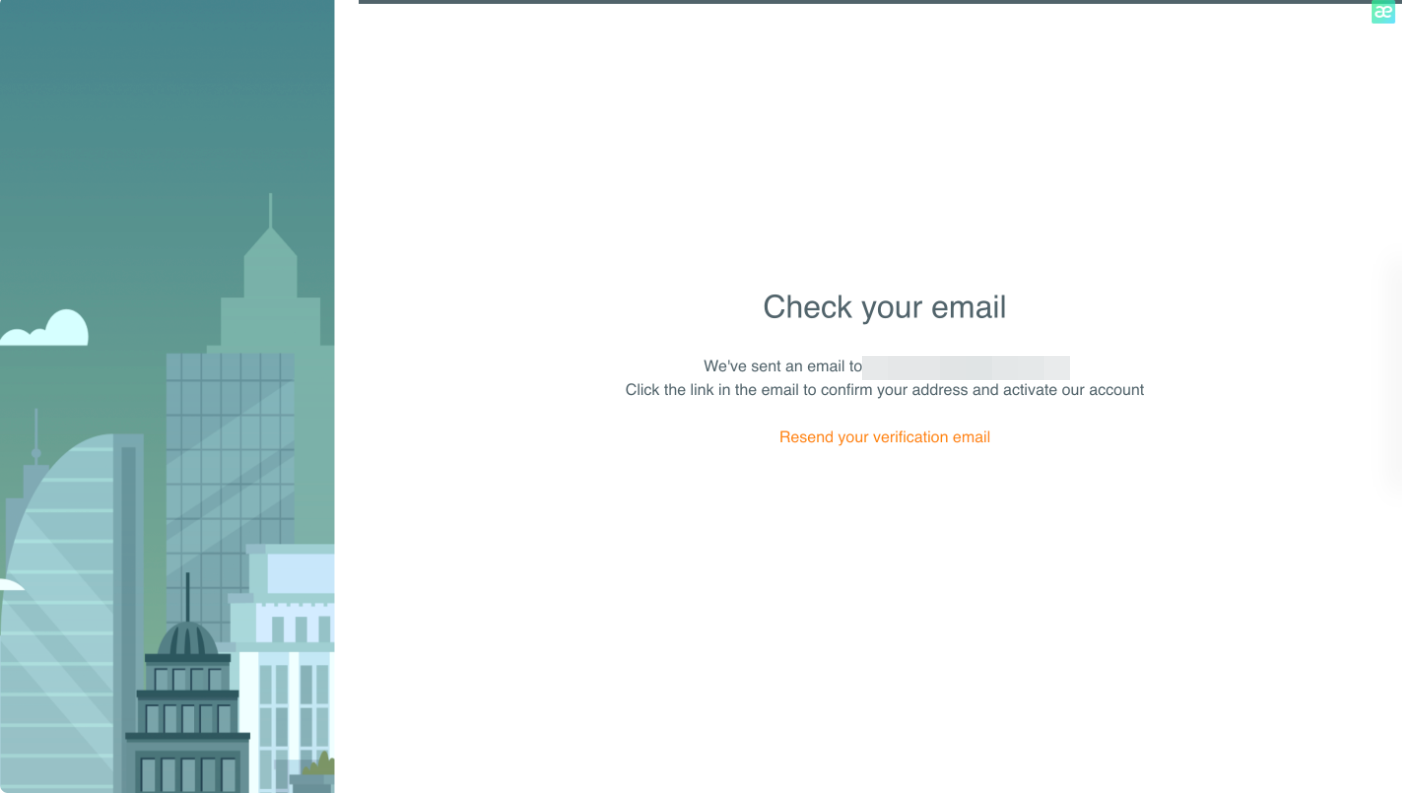 æ
Check your email
We've sent an email to
Click the link in the email to confirm your address and activate our account
Resend your verification email